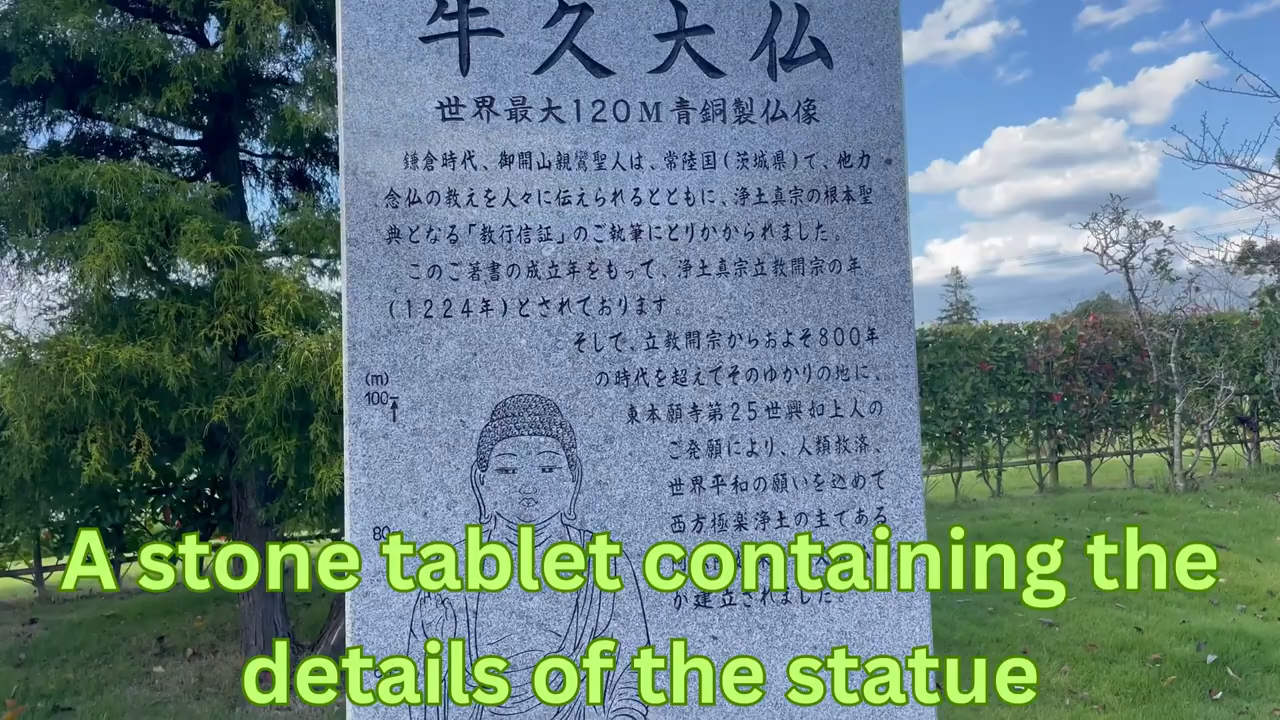 牛久大仏
世界最大120M青銅製仏像
鎌倉時代、御開山親鸞聖人は、常陸国(茨城県)で、他力
念仏の教えを人々に伝えられるとともに、浄土真宗の根本聖
典となる「教行信証」のご執筆にとりかかられました。
このご著書の成立年をもって、浄土真宗立教開宗の年
(1224年)とされております。
そして、立教開宗からおよそ800年
の時代を超えてそのゆかりの地に、
(m)
100
東本願寺第25世興如上人の
ご発願により、人類救済、
世界平和の願いを込めて
西方極楽浄土の主である
80
が建立されました。
A stone tablet containing the
details of the statue